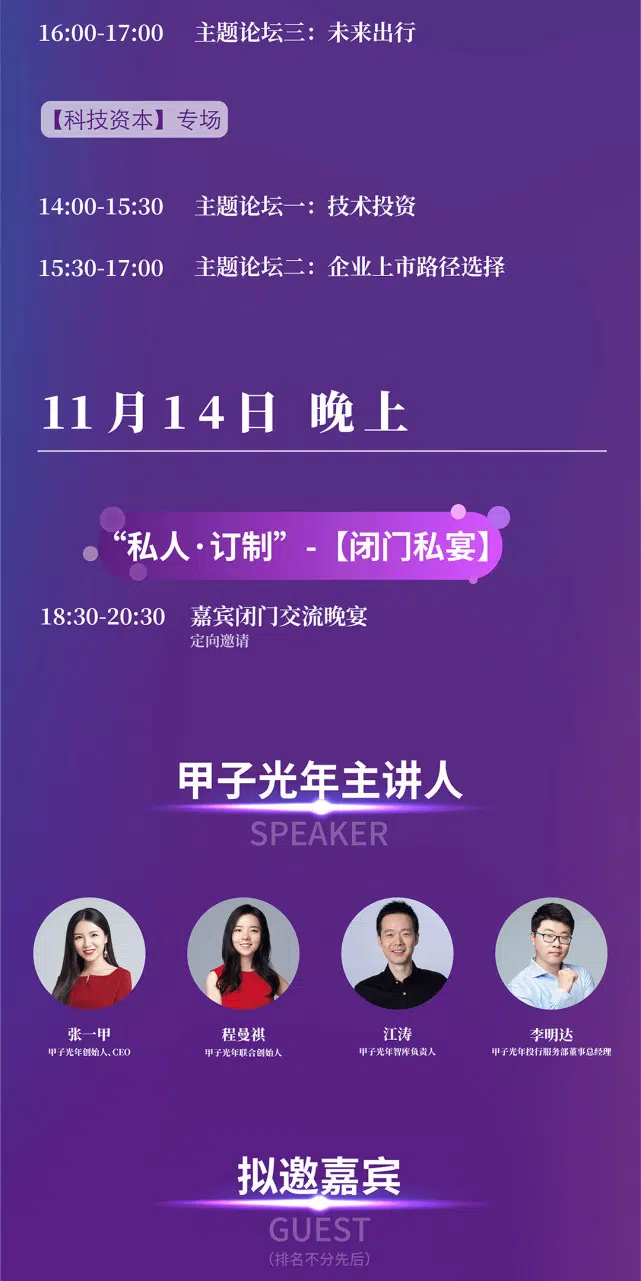 16:00-17:00 主题论坛三：未来出行
【科技资本】专场
14:00-15:30 主题论坛一：技术投资
15:30-17:00 主题论坛二：企业上市路径选择
11月14日 晚上
“私人·订制”-【闭门私宴】
18:30-20:30 嘉宾闭门交流晚宴
定向邀请
甲子光年主讲人
SPEAKER
张一甲 程曼祺 江涛 李明达
甲子光年创始人、CEO 甲子光年联合创始人 甲子光年智库负责人 甲子光年投行服务部董事总经理
拟邀嘉宾
GUEST
（排名不分先后）